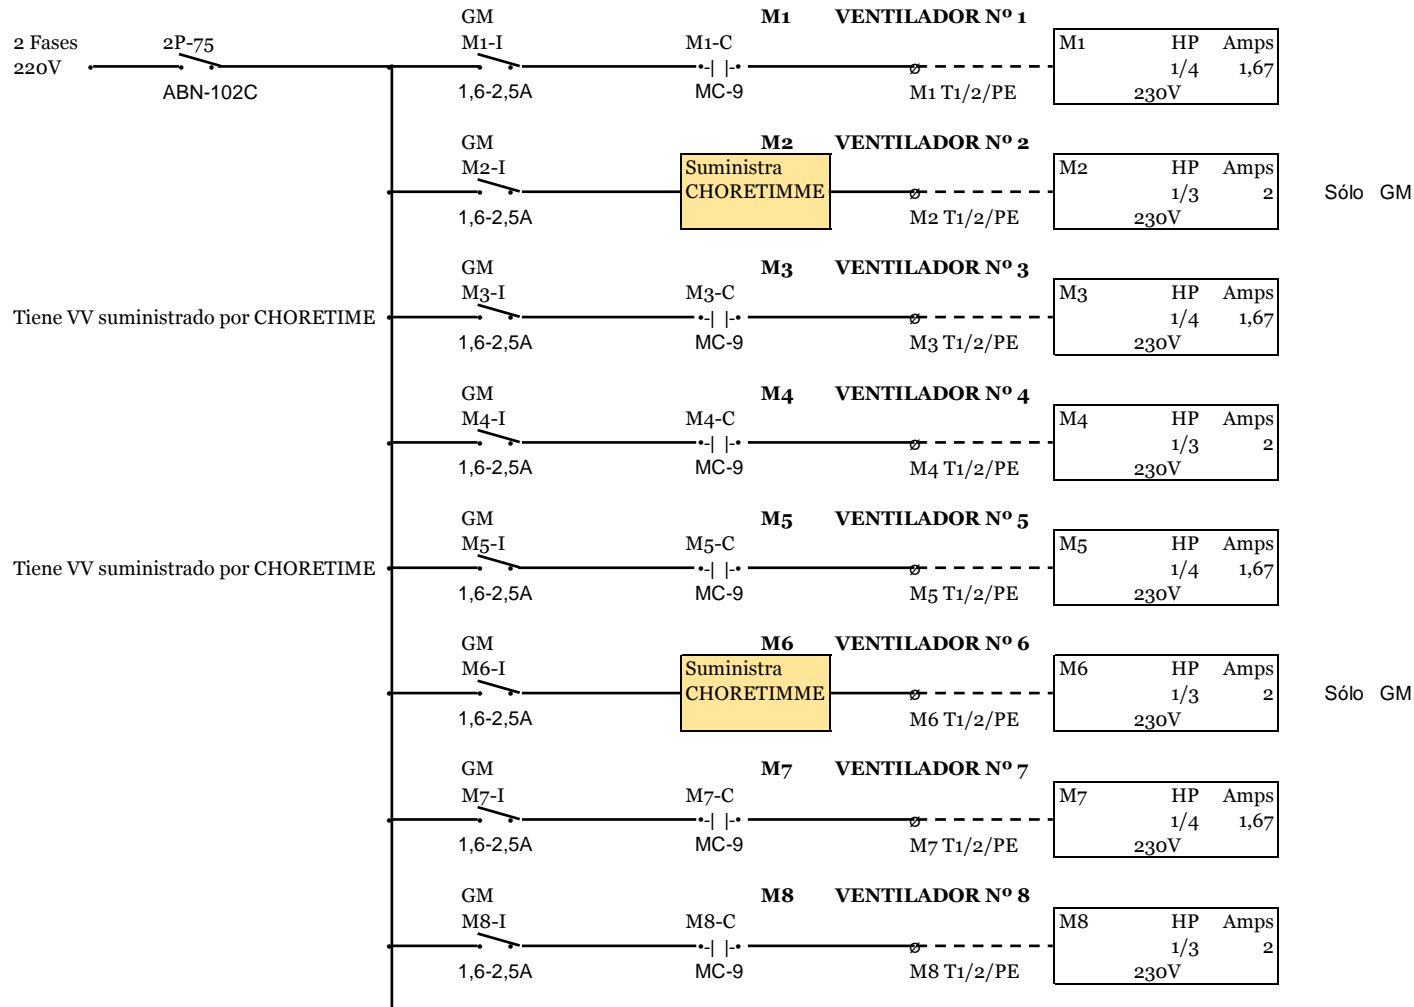 GM M1 VENTILADOR Nº 1
2 Fases 2P-75 M1-I M1-C M1 HP Amps
220V 1/4 1,67
ABN-102C 1,6-2,5A MC-9 M1 T1/2/PE 230V
GM M2 VENTILADOR Nº 2
M2-I Suministra M2 HP Amps
CHORETIMME 1/3 2 Sólo GM
1,6-2,5A M2 T1/2/PE 230V
GM M3 VENTILADOR Nº 3
M3-I M3-C M3 HP Amps
Tiene VV suministrado por CHORETIME 1/4 1,67
1,6-2,5A MC-9 M3 T1/2/PE 230V
GM M4 VENTILADOR Nº 4
M4-I M4-C M4 HP Amps
1/3 2
1,6-2,5A MC-9 M4 T1/2/PE 230V
GM M5 VENTILADOR Nº 5
M5-I M5-C M5 HP Amps
Tiene VV suministrado por CHORETIME 1/4 1,67
1,6-2,5A MC-9 M5 T1/2/PE 230V
GM M6 VENTILADOR Nº 6
M6-I Suministra M6 HP Amps
CHORETIMME 1/3 2 Sólo GM
1,6-2,5A M6 T1/2/PE 230V
GM M7 VENTILADOR Nº 7
M7-I M7-C M7 HP Amps
1/4 1,67
1,6-2,5A MC-9 M7 T1/2/PE 230V
GM M8 VENTILADOR Nº 8
M8-I M8-C M8 HP Amps
1/3 2
1,6-2,5A MC-9 M8 T1/2/PE 230V